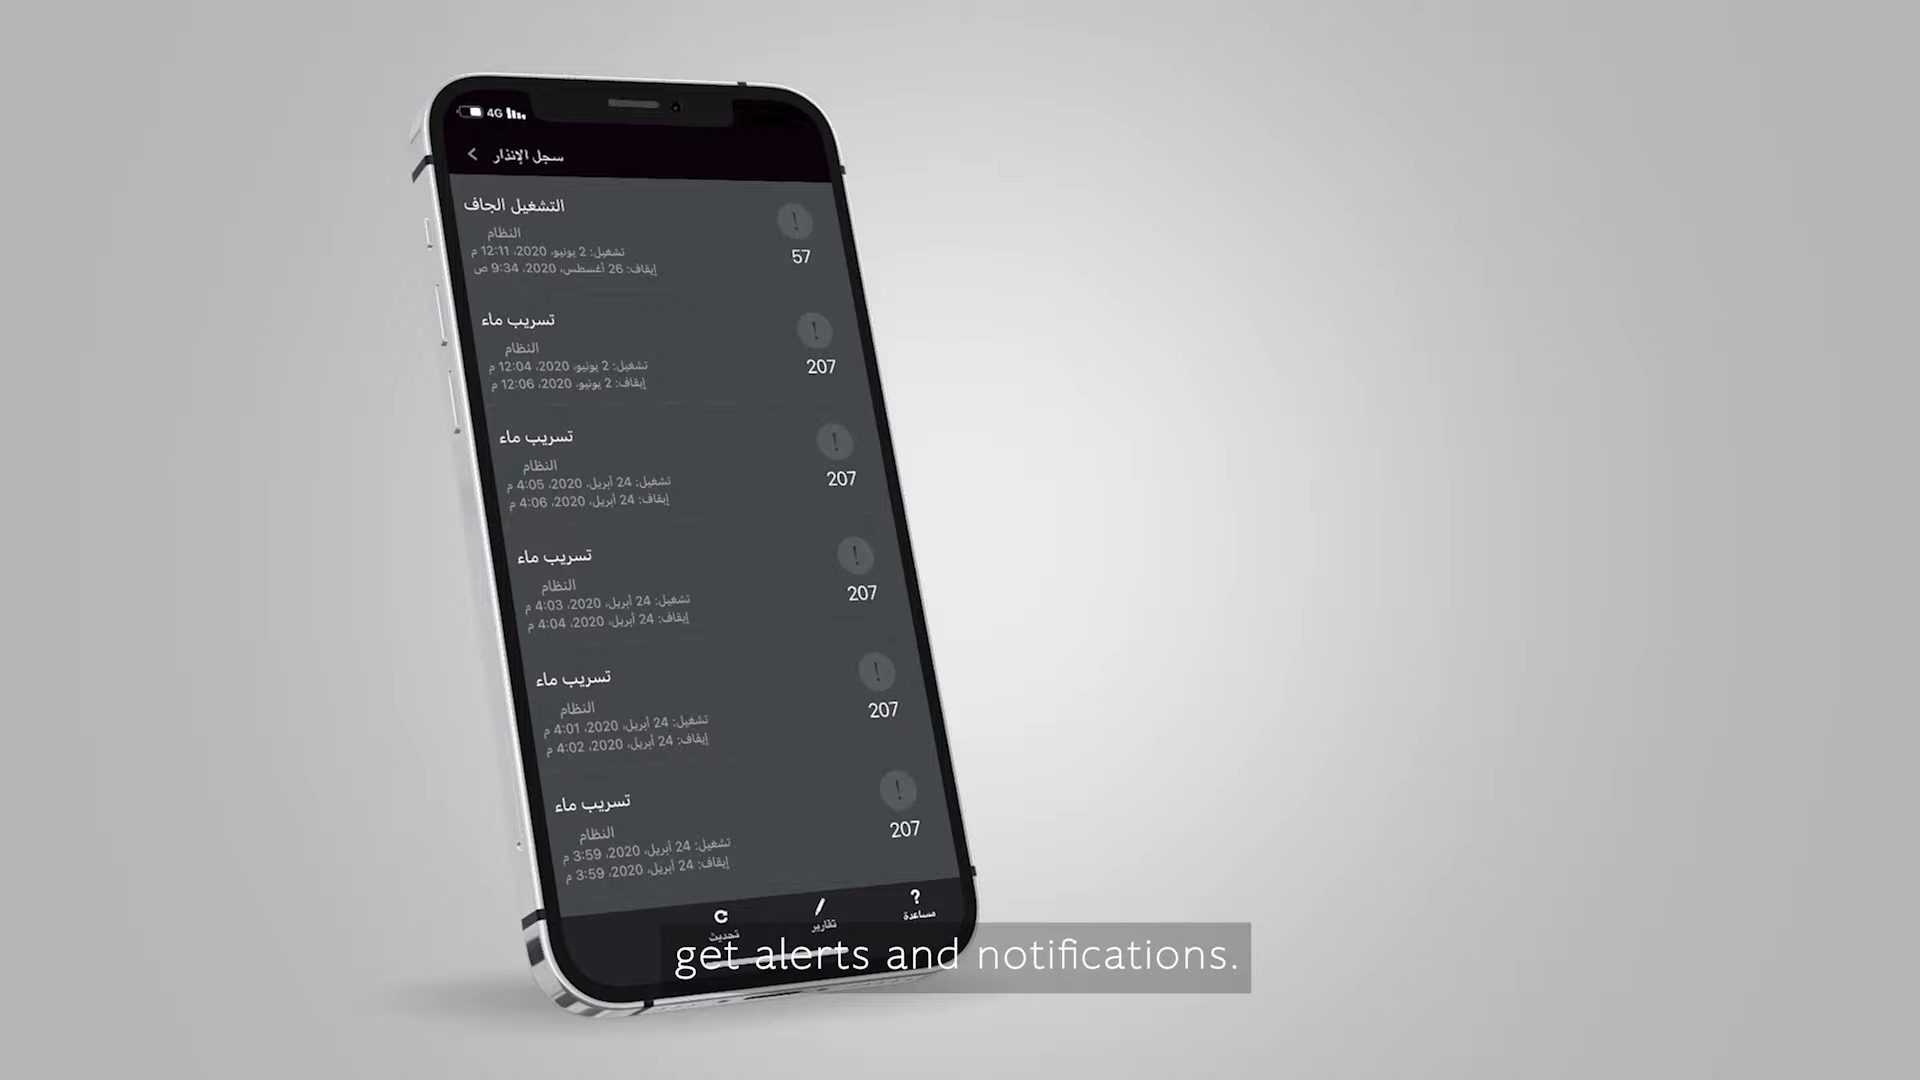 4G
سجل الإنذار
التشغيل الجاف
النظام
تشغيل: 2 يونيو، 2020، 12:11 م
إيقاف: 26 أغسطس، 2020، 9:34 ص
57
تسريب ماء
النظام
تشغيل: 2 يونيو، 2020، 12:04 م
إيقاف: 2 يونيو، 2020، 12:06 م
207
تسريب ماء
النظام
تشغيل: 24 أبريل، 2020، 4:05 م
إيقاف: 24 أبريل، 2020، 4:06 م
207
تسريب ماء
النظام
تشغيل: 24 أبريل، 2020، 4:03 م
إيقاف: 24 أبريل، 2020، 4:04 م
207
تسريب ماء
النظام
تشغيل: 24 أبريل، 2020، 4:01 م
إيقاف: 24 أبريل، 2020، 4:02 م
207
تسريب ماء
النظام
تشغيل: 24 أبريل، 2020، 3:59 م
إيقاف: 24 أبريل، 2020، 3:59 م
207
مساعدة
تقارير
تحديث
get alerts and notifications.